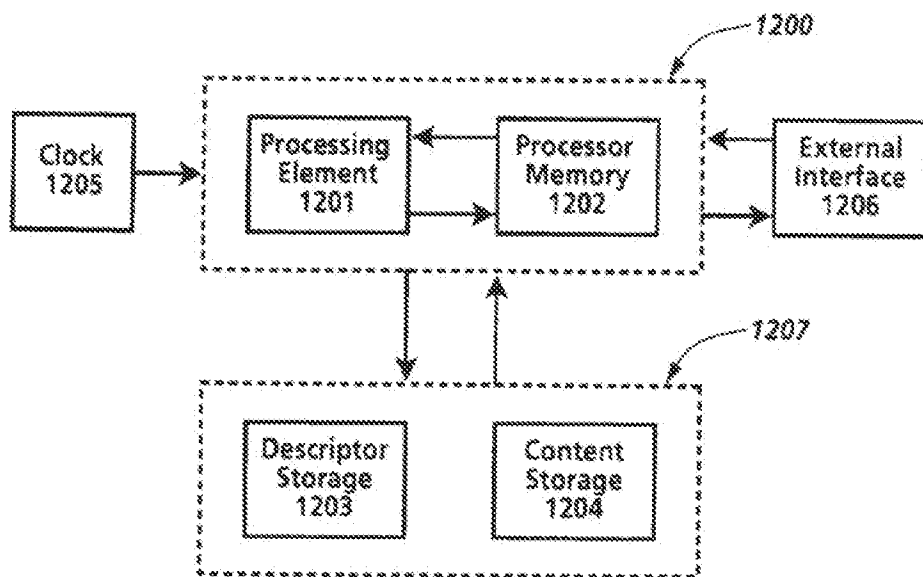 1200
Clock
1205
Processing
Element
1201
Processor
Memory
1202
External
Interface
1206
1207
Descriptor
Storage
1203
Content
Storage
1204